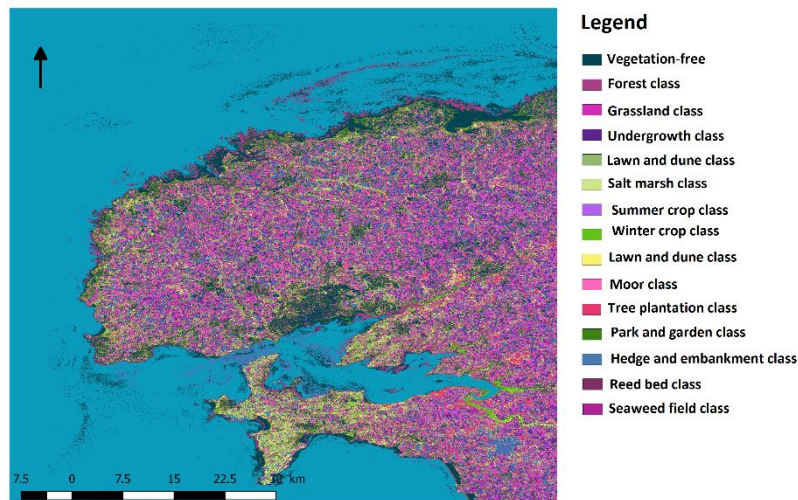 Legend
Vegetation-free
Forest class
Grassland class
Undergrowth class
Lawn and dune class
Salt marsh class
Summer crop class
Winter crop class
Lawn and dune class
Moor class
Tree plantation class
Park and garden class
Hedge and embankment class
Reed bed class
Seaweed field class
7.5 0 7.5 15 22.5 km